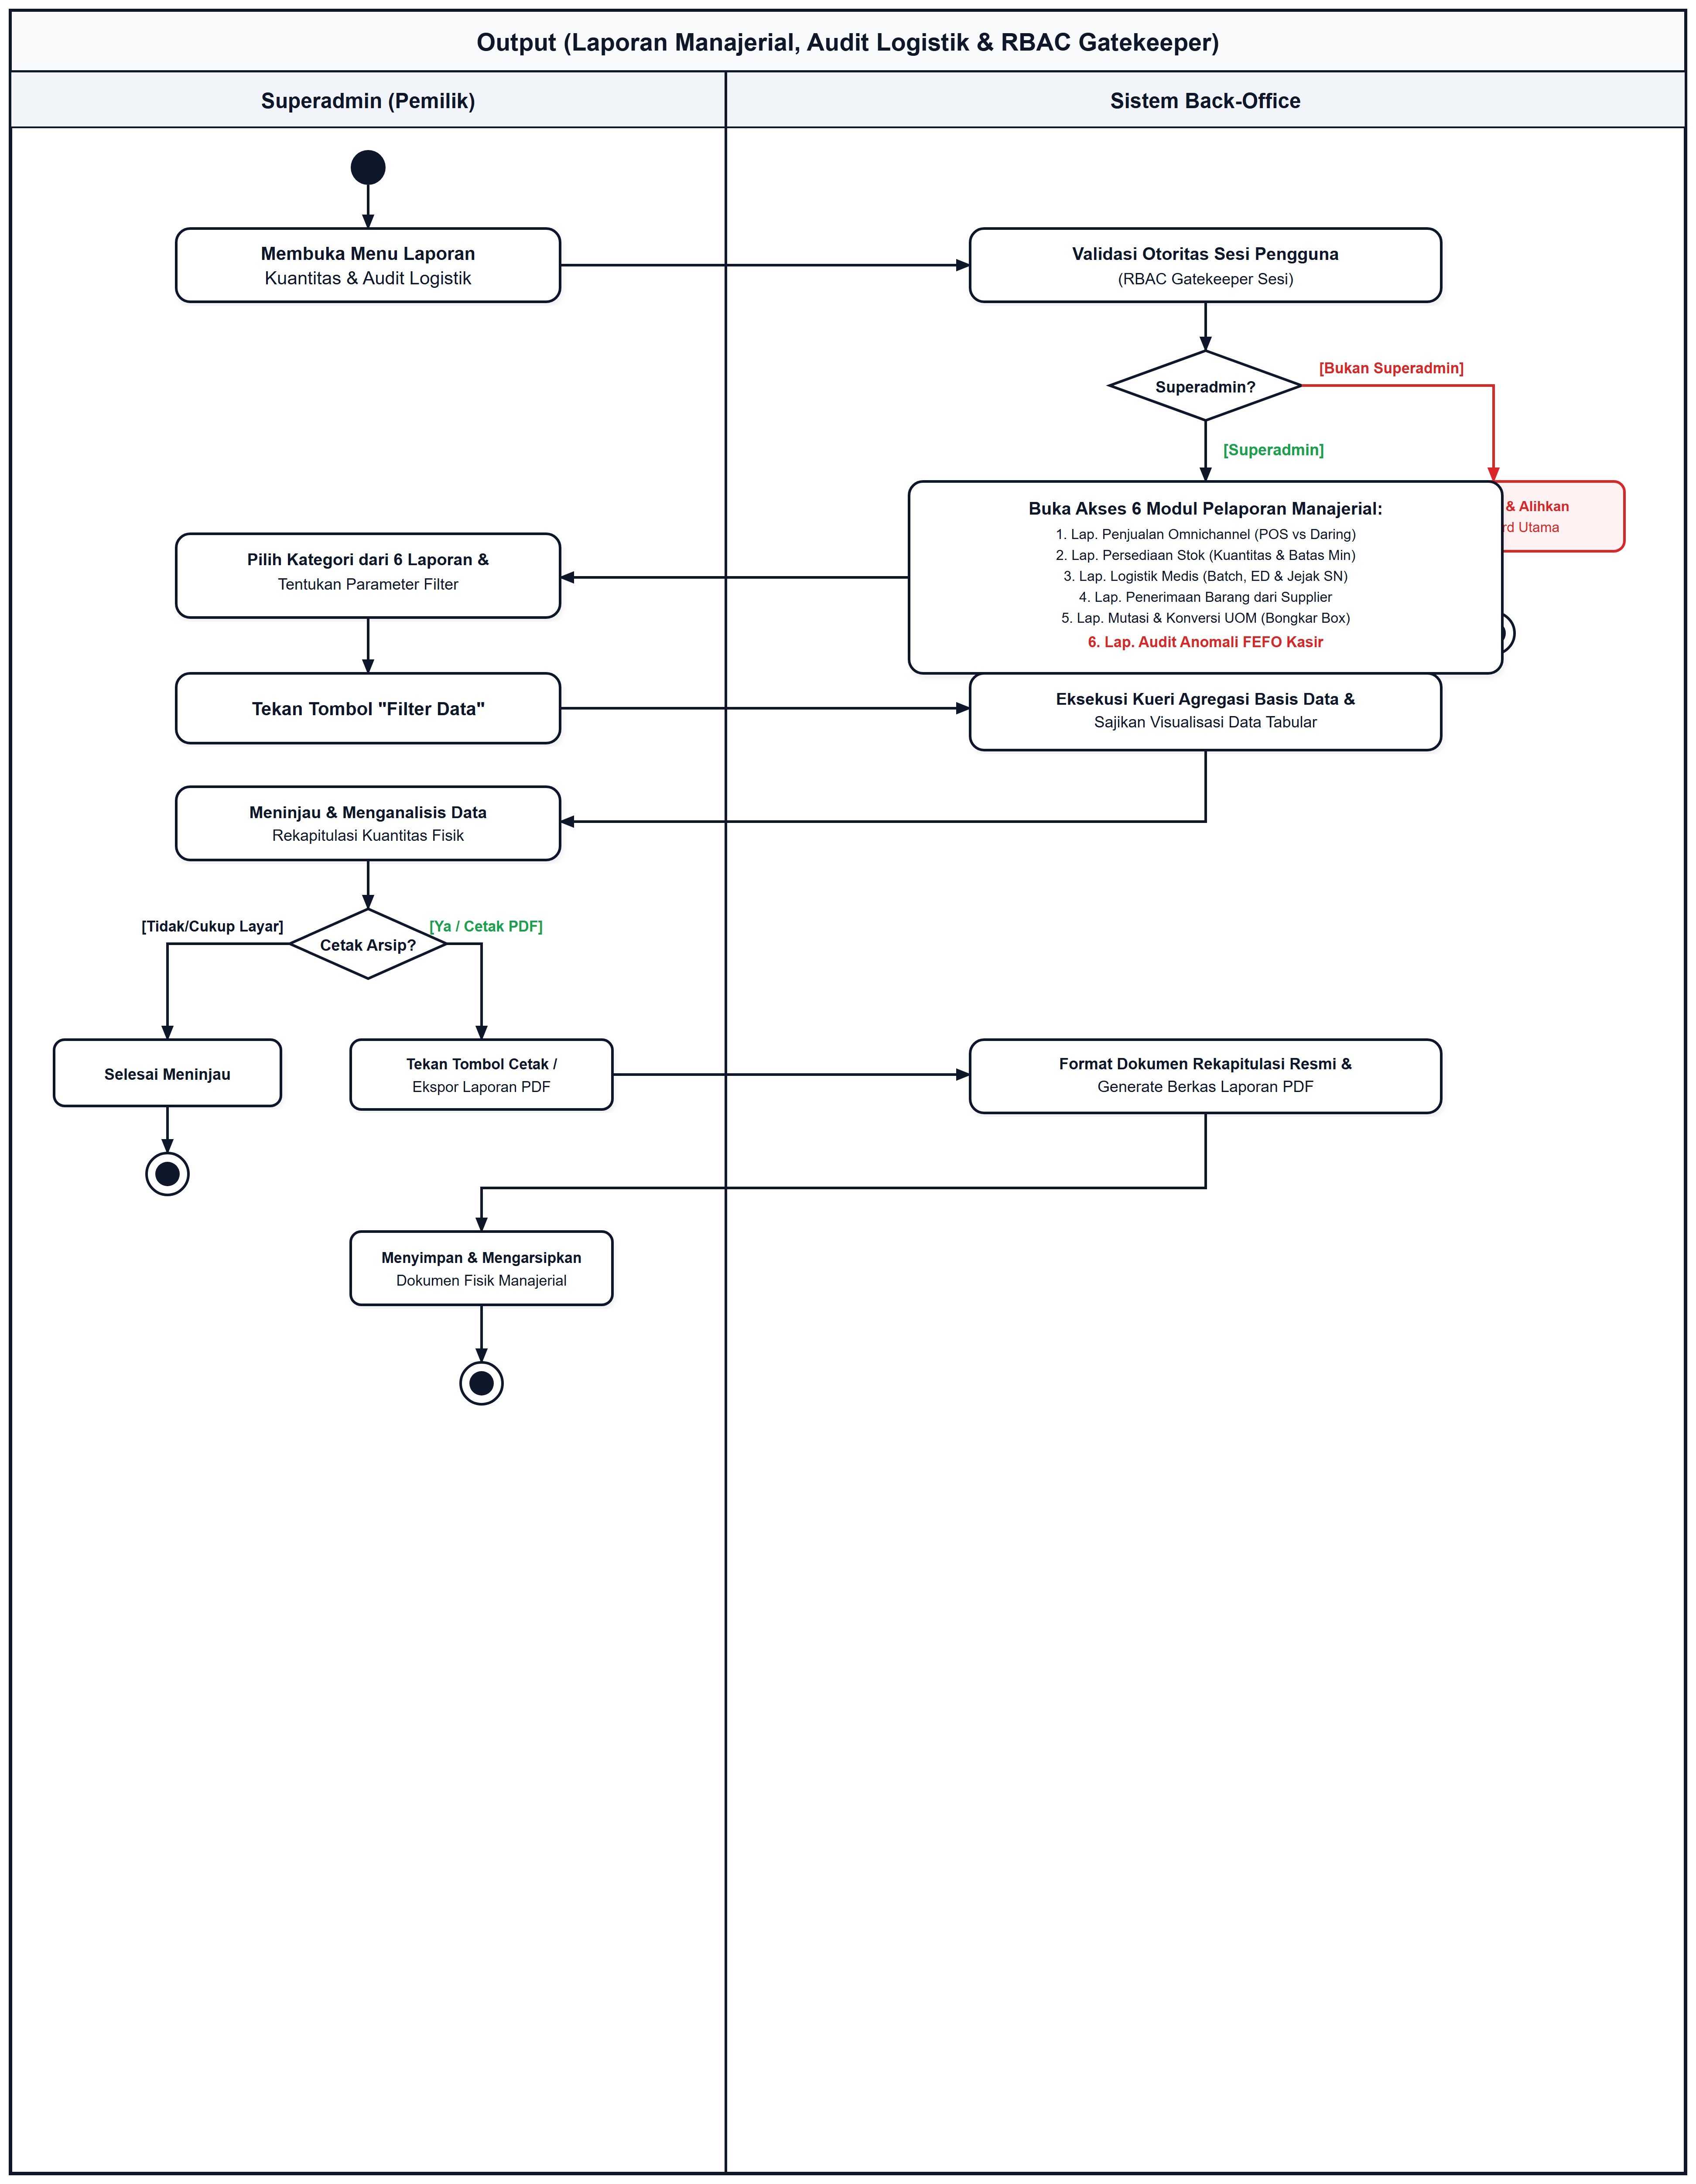 Output (Laporan Manajerial, Audit Logistik & RBAC Gatekeeper)
Superadmin (Pemilik)
Sistem Back-Office
Membuka Menu Laporan
Kuantitas & Audit Logistik
Validasi Otoritas Sesi Pengguna
(RBAC Gatekeeper Sesi)
Superadmin?
[Bukan Superadmin]
[Superadmin]
Buka Akses 6 Modul Pelaporan Manajerial:
1. Lap. Penjualan Omnichannel (POS vs Daring)
2. Lap. Persediaan Stok (Kuantitas & Batas Min)
3. Lap. Logistik Medis (Batch, ED & Jejak SN)
4. Lap. Penerimaan Barang dari Supplier
5. Lap. Mutasi & Konversi UOM (Bongkar Box)
6. Lap. Audit Anomali FEFO Kasir
& Alihkan
Utama
Pilih Kategori dari 6 Laporan &
Tentukan Parameter Filter
Tekan Tombol "Filter Data"
Eksekusi Kueri Agregasi Basis Data &
Sajikan Visualisasi Data Tabular
Meninjau & Menganalisis Data
Rekapitulasi Kuantitas Fisik
[Tidak/Cukup Layar]
Cetak Arsip?
[Ya / Cetak PDF]
Selesai Meninjau
Tekan Tombol Cetak /
Ekspor Laporan PDF
Format Dokumen Rekapitulasi Resmi &
Generate Berkas Laporan PDF
Menyimpan & Mengarsipkan
Dokumen Fisik Manajerial